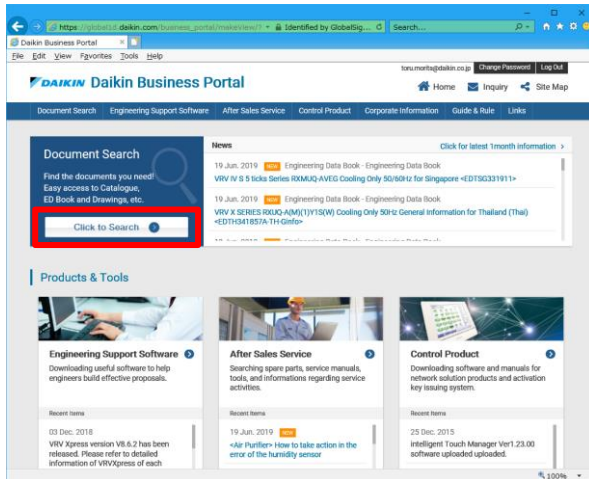 https://global1d.daikin.com/business_portal/makeview/?
Identified by GlobalSig...
Search...
Daikin Business Portal
File Edit View Favorites Tools Help
toru.morita@daikin.co.jp Change Password Log Out
DAIKIN Daikin Business Portal
Home Inquiry Site Map
Document Search Engineering Support Software After Sales Service Control Product Corporate Information Guide & Rule Links
Document Search
Find the documents you need!
Easy access to Catalogue,
ED Book and Drawings, etc.
Click to Search
News Click for latest 1month information >
19 Jun. 2019 NEW Engineering Data Book - Engineering Data Book
VRV IV S 5 ticks Series RXMUQ-AVEG Cooling Only 50/60Hz for Singapore <EDTSG331911>
19 Jun. 2019 NEW Engineering Data Book - Engineering Data Book
VRV X SERIES RXUQ-A(M)(1)Y1S(W) Cooling Only 50Hz General Information for Thailand (Thai)
<EDTH341857A-TH-Ginfo>
Products & Tools
Engineering Support Software
Downloading useful software to help
engineers build effective proposals.
Recent Items
03 Dec. 2018
VRV Xpress version V8.6.2 has been
released. Please refer to detailed
information of VRVXpress of each
After Sales Service
Searching spare parts, service manuals,
tools, and informations regarding service
activities.
Recent Items
19 Jun. 2019 NEW
<Air Purifier> How to take action in the
error of the humidity sensor
Control Product
Downloading software and manuals for
network solution products and activation
key issuing system.
Recent Items
25 Dec. 2015
intelligent Touch Manager Ver1.23.00
software uploaded uploaded.
100%